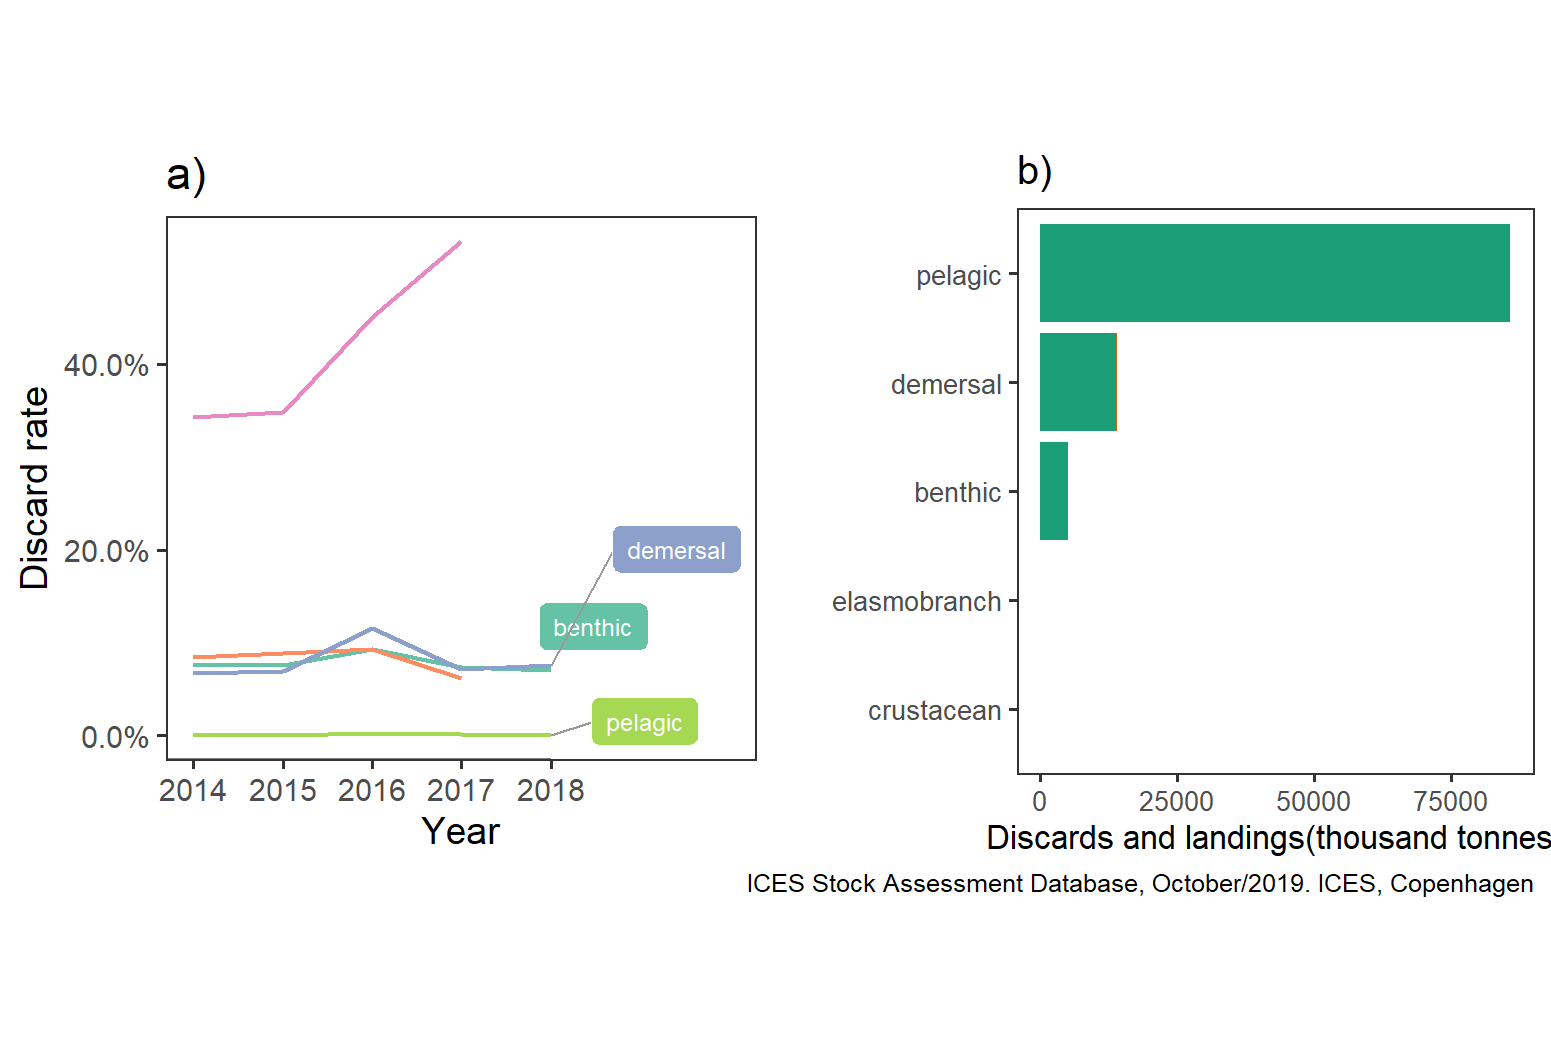 a)
Discard rate
40.0%
20.0%
0.0%
demersal
benthic
pelagic
2014 2015 2016 2017 2018
Year
b)
pelagic
demersal
benthic
elasmobranch
crustacean
0 25000 50000 75000
Discards and landings(thousand tonnes
ICES Stock Assessment Database, October/2019. ICES, Copenhagen